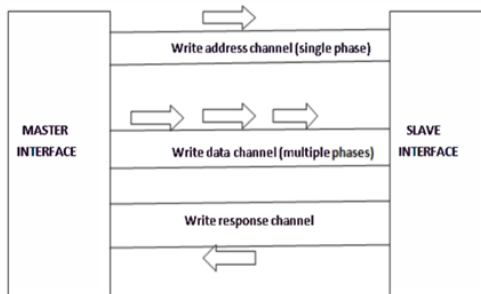 Write address channel (single phase)
MASTER
INTERFACE
SLAVE
INTERFACE
Write data channel (multiple phases)
Write response channel